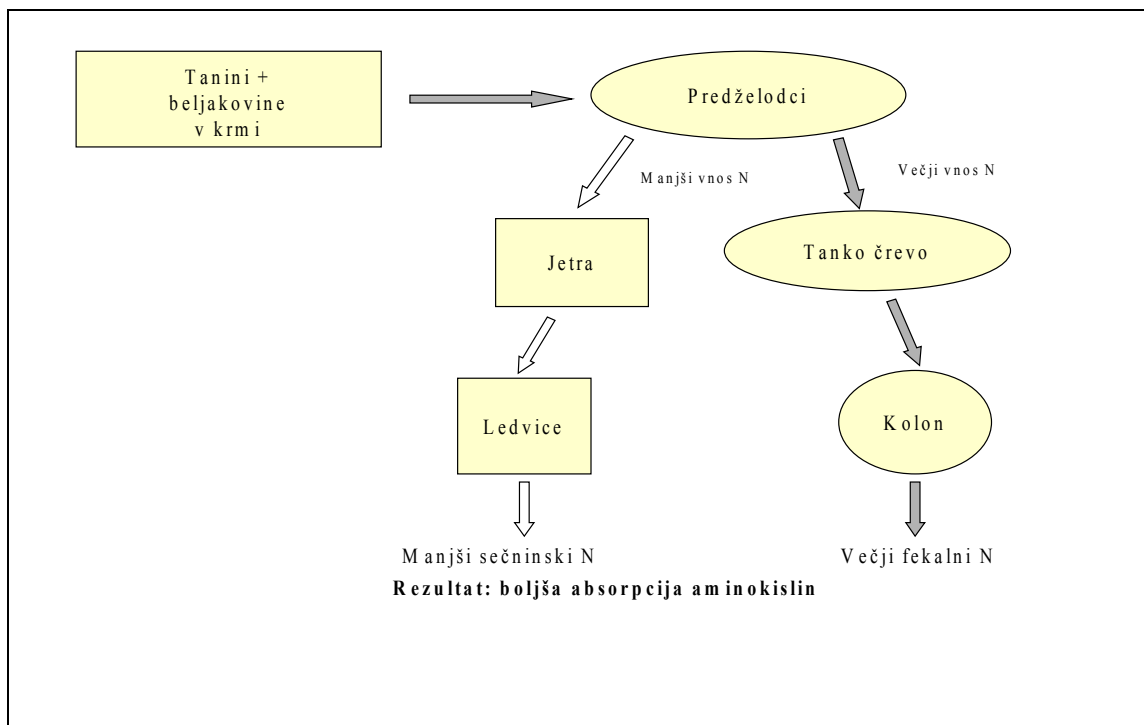 Tanini +
beljakovine
v krmi
Predželodci
Manjši vnos N
Večji vnos N
Jetra
Tanko črevo
Ledvice
Kolon
Manjši sečninski N
Večji fekalni N
Rezultat: boljša absorpcija aminokislin